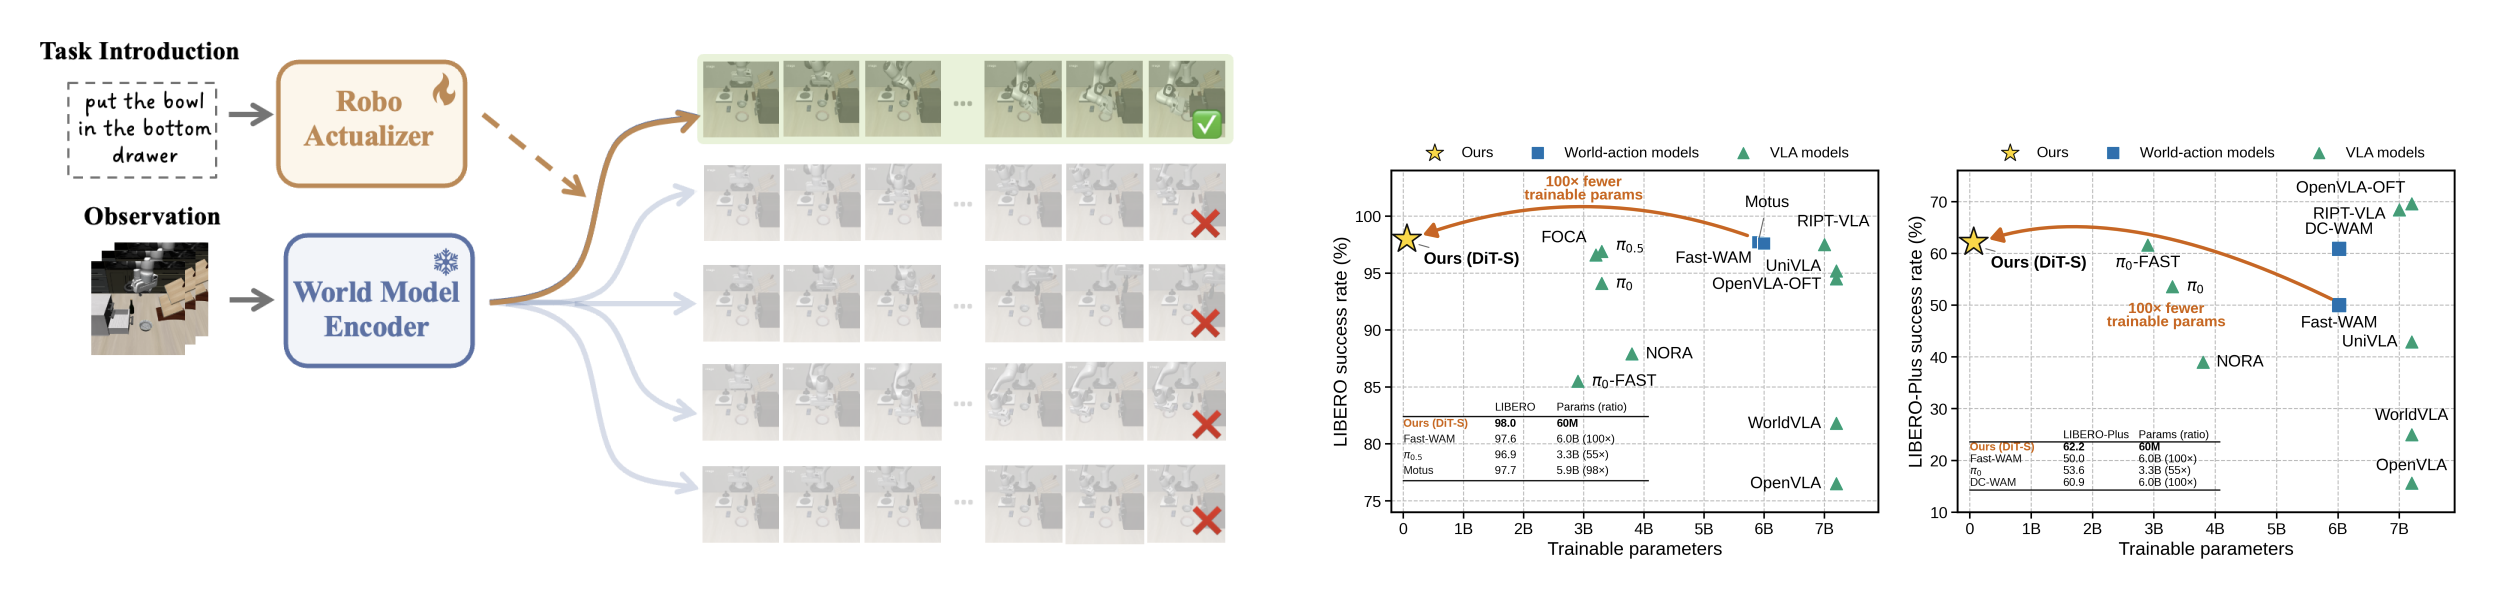 Task Introduction
put the bowl
in the bottom
drawer
Robo
Actualizer
Observation
World Model
Encoder
...
...
...
...
...
Ours
World-action models
VLA models
LIBERO success rate (%)
100
95
90
85
80
75
100× fewer
trainable params
Motus
RIPT-VLA
FOCA
π0.5
Ours (DiT-S)
Fast-WAM
UniVLA
π0
OpenVLA-OFT
NORA
π0-FAST
LIBERO Params (ratio)
Ours (DiT-S) 98.0 60M
Fast-WAM 97.6 6.0B (100×)
π0.5 96.9 3.3B (55×)
Motus 97.7 5.9B (98×)
WorldVLA
OpenVLA
0 1B 2B 3B 4B 5B 6B 7B
Trainable parameters
Ours
World-action models
VLA models
LIBERO-Plus success rate (%)
70
60
50
40
30
20
10
OpenVLA-OFT
RIPT-VLA
DC-WAM
Ours (DiT-S)
π0-FAST
π0
100× fewer
trainable params
Fast-WAM
UniVLA
NORA
WorldVLA
LIBERO-Plus Params (ratio)
Ours (DiT-S) 62.2 60M
Fast-WAM 50.0 6.0B (100×)
π0 53.6 3.3B (55×)
DC-WAM 60.9 6.0B (100×)
OpenVLA
0 1B 2B 3B 4B 5B 6B 7B
Trainable parameters